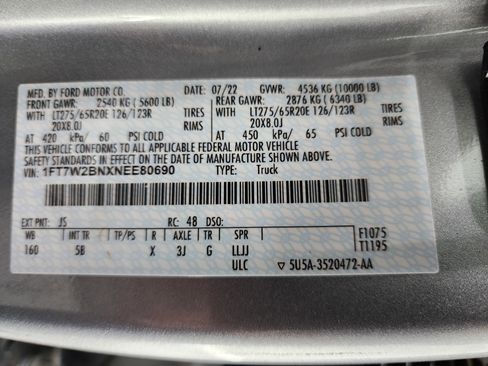 MFD. BY FORD MOTOR CO. 07/22 GVWR: 4536 KG (10000 LB)
FRONT GAWR: 2540 KG (5600 LB) REAR GAWR: 2876 KG (6340 LB)
WITH LT275/65R20E 126/123R TIRES WITH LT275/65R20E 126/123R TIRES
20X8.0J RIMS 20X8.0J RIMS
AT 420 kPa/ 60 PSI COLD AT 450 kPa/ 65 PSI COLD
THIS VEHICLE CONFORMS TO ALL APPLICABLE FEDERAL MOTOR VEHICLE
SAFETY STANDARDS IN EFFECT ON THE DATE OF MANUFACTURE SHOWN ABOVE.
VIN: 1FT7W2BNXNEE80690 TYPE: Truck
EXT PNT: JS RC: 48 DSO: F1075
WB INT TR TP/PS R AXLE TR SPR T1195
160 5B X 3J G LLJJ
ULC 5U5A-3520472-AA